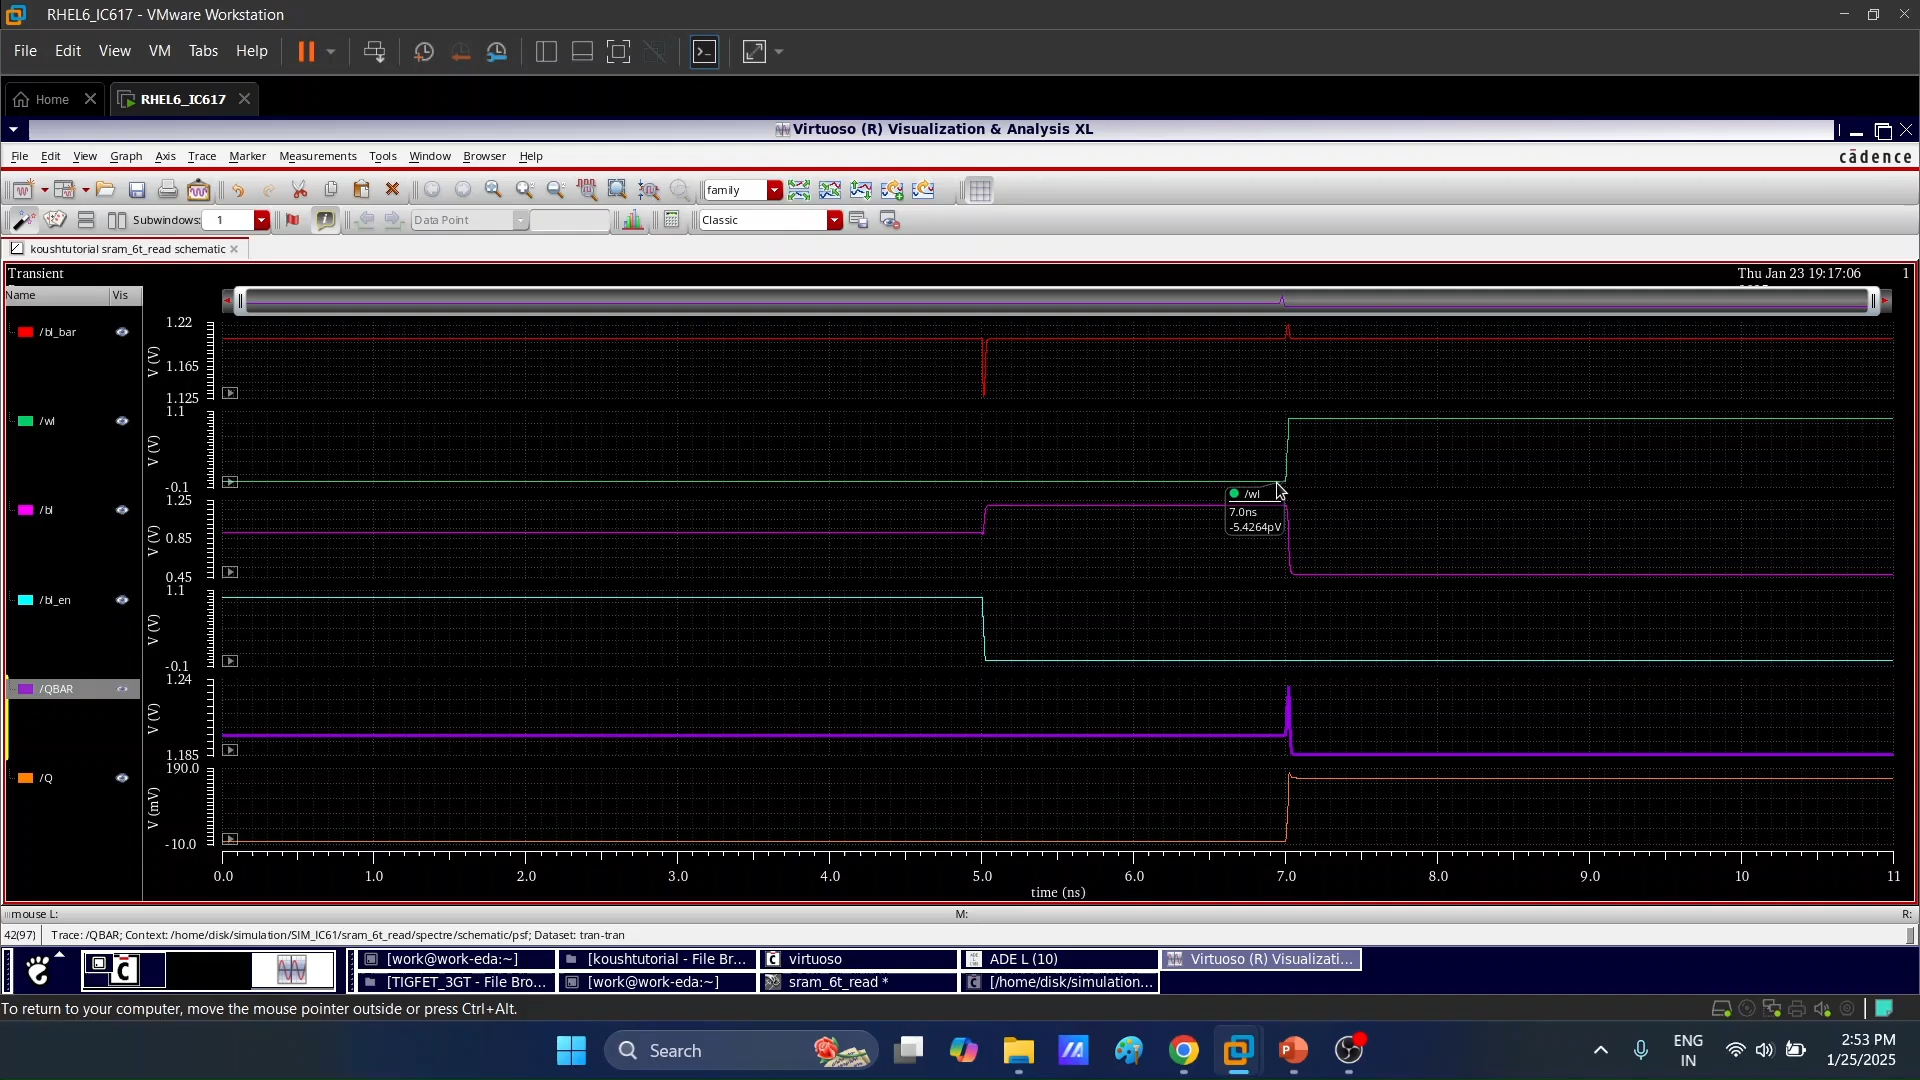 RHEL6_IC617 - VMware Workstation
File Edit View VM Tabs Help
Home RHEL6_IC617
Virtuoso (R) Visualization & Analysis XL
File Edit View Graph Axis Trace Marker Measurements Tools Window Browser Help cādence
family
Subwindows: 1 Data Point Classic
koushtutorial sram_6t_read schematic
Transient Thu Jan 23 19:17:06 1
Name Vis
/bl_bar
1.22
1.165
1.125
V (V)
/wl
1.1
-0.1
V (V)
/wl
7.0ns
-5.4264pV
/bl
1.25
0.85
0.45
V (V)
/bl_en
1.1
-0.1
V (V)
/QBAR
1.24
1.185
V (V)
/Q
190.0
-10.0
V (mV)
0.0 1.0 2.0 3.0 4.0 5.0 6.0 7.0 8.0 9.0 10 11
time (ns)
mouse L: M: R:
42(97) Trace: /QBAR; Context: /home/disk/simulation/SIM_IC61/sram_6t_read/spectre/schematic/psf; Dataset: tran-tran
[work@work-eda:~] [koushtutorial - File Br... virtuoso ADE L (10) Virtuoso (R) Visualizati...
[TIGFET_3GT - File Bro... [work@work-eda:~] sram_6t_read * [/home/disk/simulation...
To return to your computer, move the mouse pointer outside or press Ctrl+Alt.
Search
ENG
IN
2:53 PM
1/25/2025